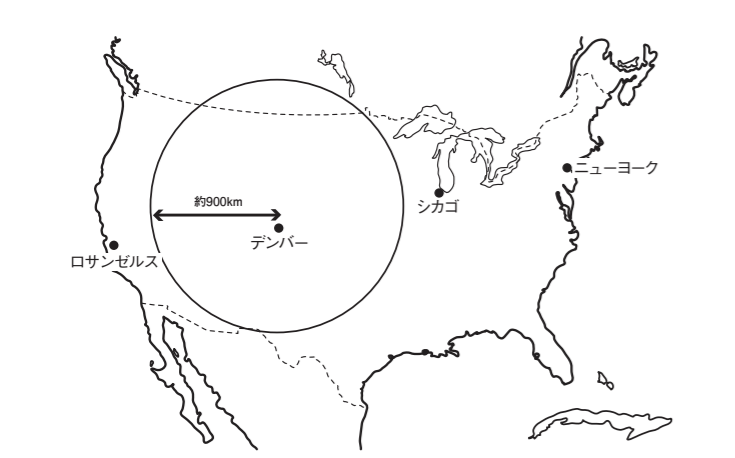 ニューヨーク
約900km
シカゴ
デンバー
ロサンゼルス